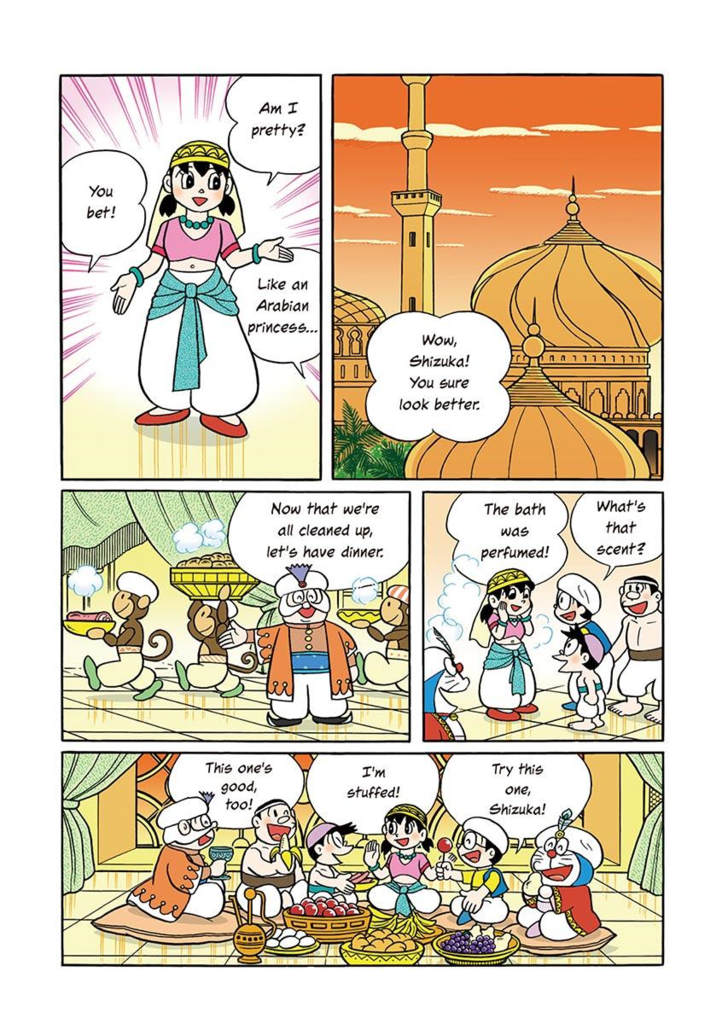 Wow,
Shizuka!
You sure
look better.
Am I
pretty?
Like an
Arabian
princess...
You
bet!
What's
that
scent?
The bath
was
perfumed!
Now that we're
all cleaned up,
let's have dinner.
Try this
one,
Shizuka!
I'm
stuffed!
This one's
good,
too!